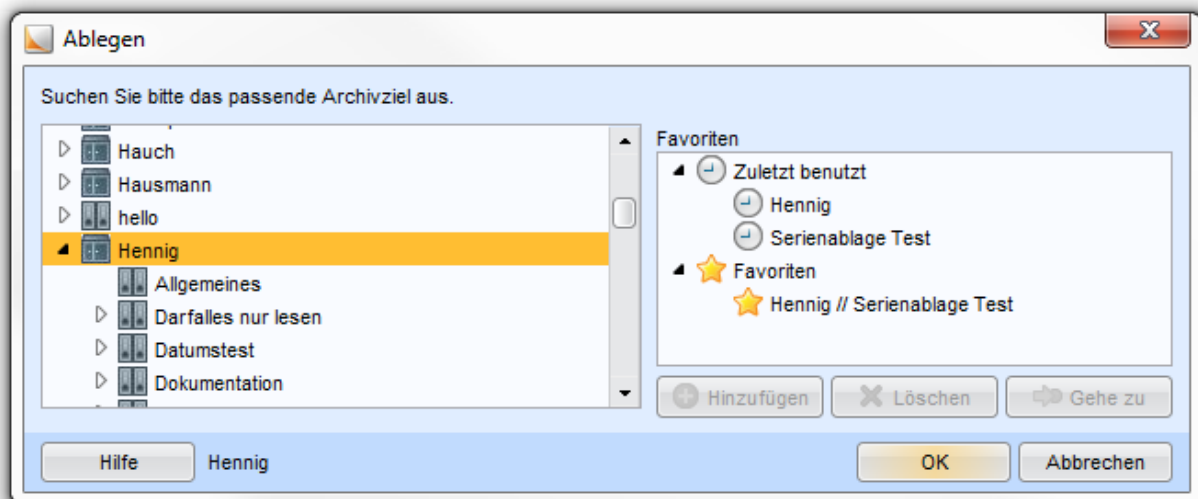 Ablegen
Suchen Sie bitte das passende Archivziel aus.
Hauch
Hausmann
hello
Hennig
Allgemeines
Darfalles nur lesen
Datumstest
Dokumentation
Favoriten
Zuletzt benutzt
Hennig
Serienablage Test
Favoriten
Hennig // Serienablage Test
Hinzufügen
Löschen
Gehe zu
Hilfe
Hennig
OK
Abbrechen